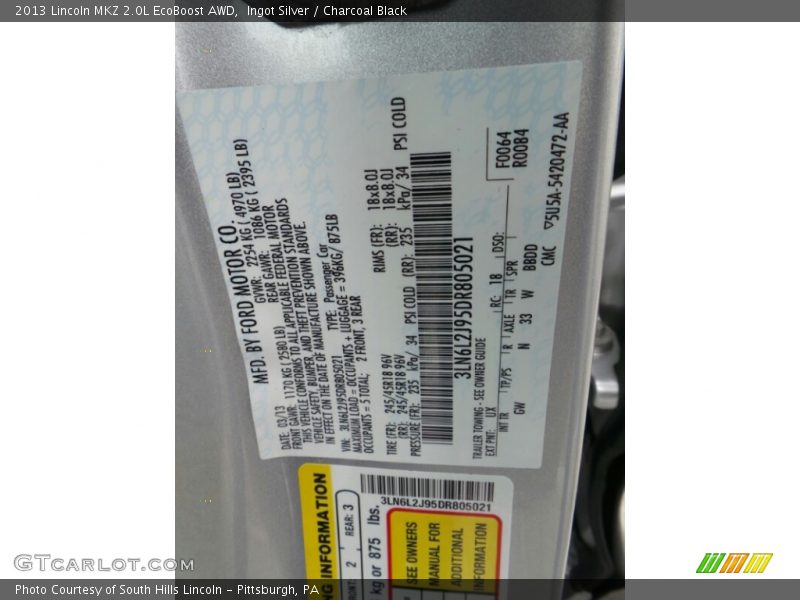 2013 Lincoln MKZ 2.0L EcoBoost AWD,  Ingot Silver / Charcoal Black
MFD. BY FORD MOTOR CO.
DATE: 03/13    GVWR: 2254 KG ( 4970 LB)
FRONT GAWR: 1170 KG ( 2580 LB)    REAR GAWR: 1086 KG ( 2395 LB)
THIS VEHICLE CONFORMS TO ALL APPLICABLE FEDERAL MOTOR
VEHICLE SAFETY, BUMPER, AND THEFT PREVENTION STANDARDS
IN EFFECT ON THE DATE OF MANUFACTURE SHOWN ABOVE.
VIN: 3LN6L2J95DR805021    TYPE: Passenger Car
MAXIMUM LOAD = OCCUPANTS + LUGGAGE = 396KG/ 875LB
OCCUPANTS = 5 TOTAL;    2 FRONT, 3 REAR
TIRE (FR): 245/45R18 96V    RIMS (FR): 18x8.0J
(RR): 245/45R18 96V    (RR): 18x8.0J
PRESSURE (FR): 235 kPa/ 34 PSI COLD (RR): 235 kPa/ 34 PSI COLD
3LN6L2J95DR805021
TRAILER TOWING - SEE OWNER GUIDE
EXT PNT: UX    RC: 18    DSO:    F0064
R0084
INT TR    TP/PS    R    AXLE    TR    SPR
GW    N    33    W    BBDD
CMC    ▽5U5A-5420472-AA
NG INFORMATION
FRONT: 2    REAR: 3
kg or 875 lbs.
3LN6L2J95DR805021
SEE OWNERS
MANUAL FOR
ADDITIONAL
INFORMATION
GTCarLot.com
Photo Courtesy of South Hills Lincoln - Pittsburgh, PA